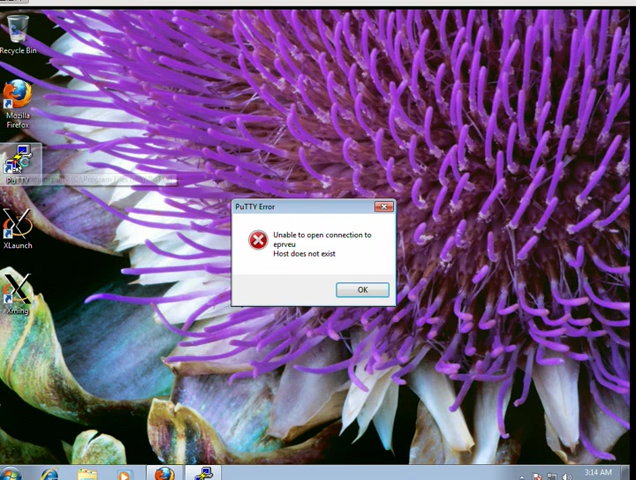 Recycle Bin
Mozilla
Firefox
PuTTY
XLaunch
Xming
PuTTY Error
Unable to open connection to
eprveu
Host does not exist
OK
3:14 AM